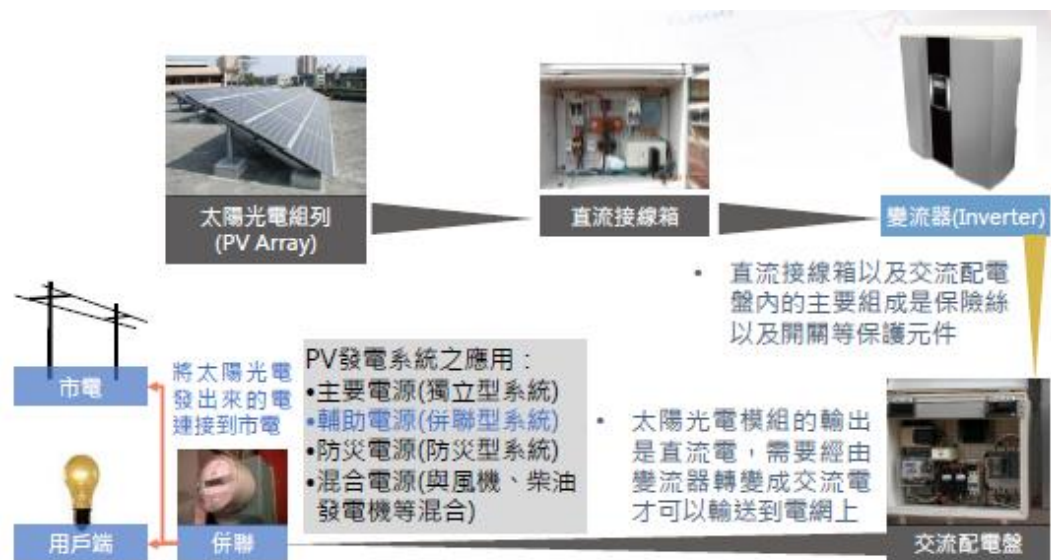 太陽光電組列
(PV Array)
直流接線箱
變流器(Inverter)
• 直流接線箱以及交流配電
盤內的主要組成是保險絲
以及開關等保護元件
市電
將太陽光電
發出來的電
連接到市電
PV發電系統之應用：
•主要電源(獨立型系統)
•輔助電源(併聯型系統)
•防災電源(防災型系統)
•混合電源(與風機、柴油
發電機等混合)
• 太陽光電模組的輸出
是直流電，需要經由
變流器轉變成交流電
才可以輸送到電網上
用戶端
併聯
交流配電盤